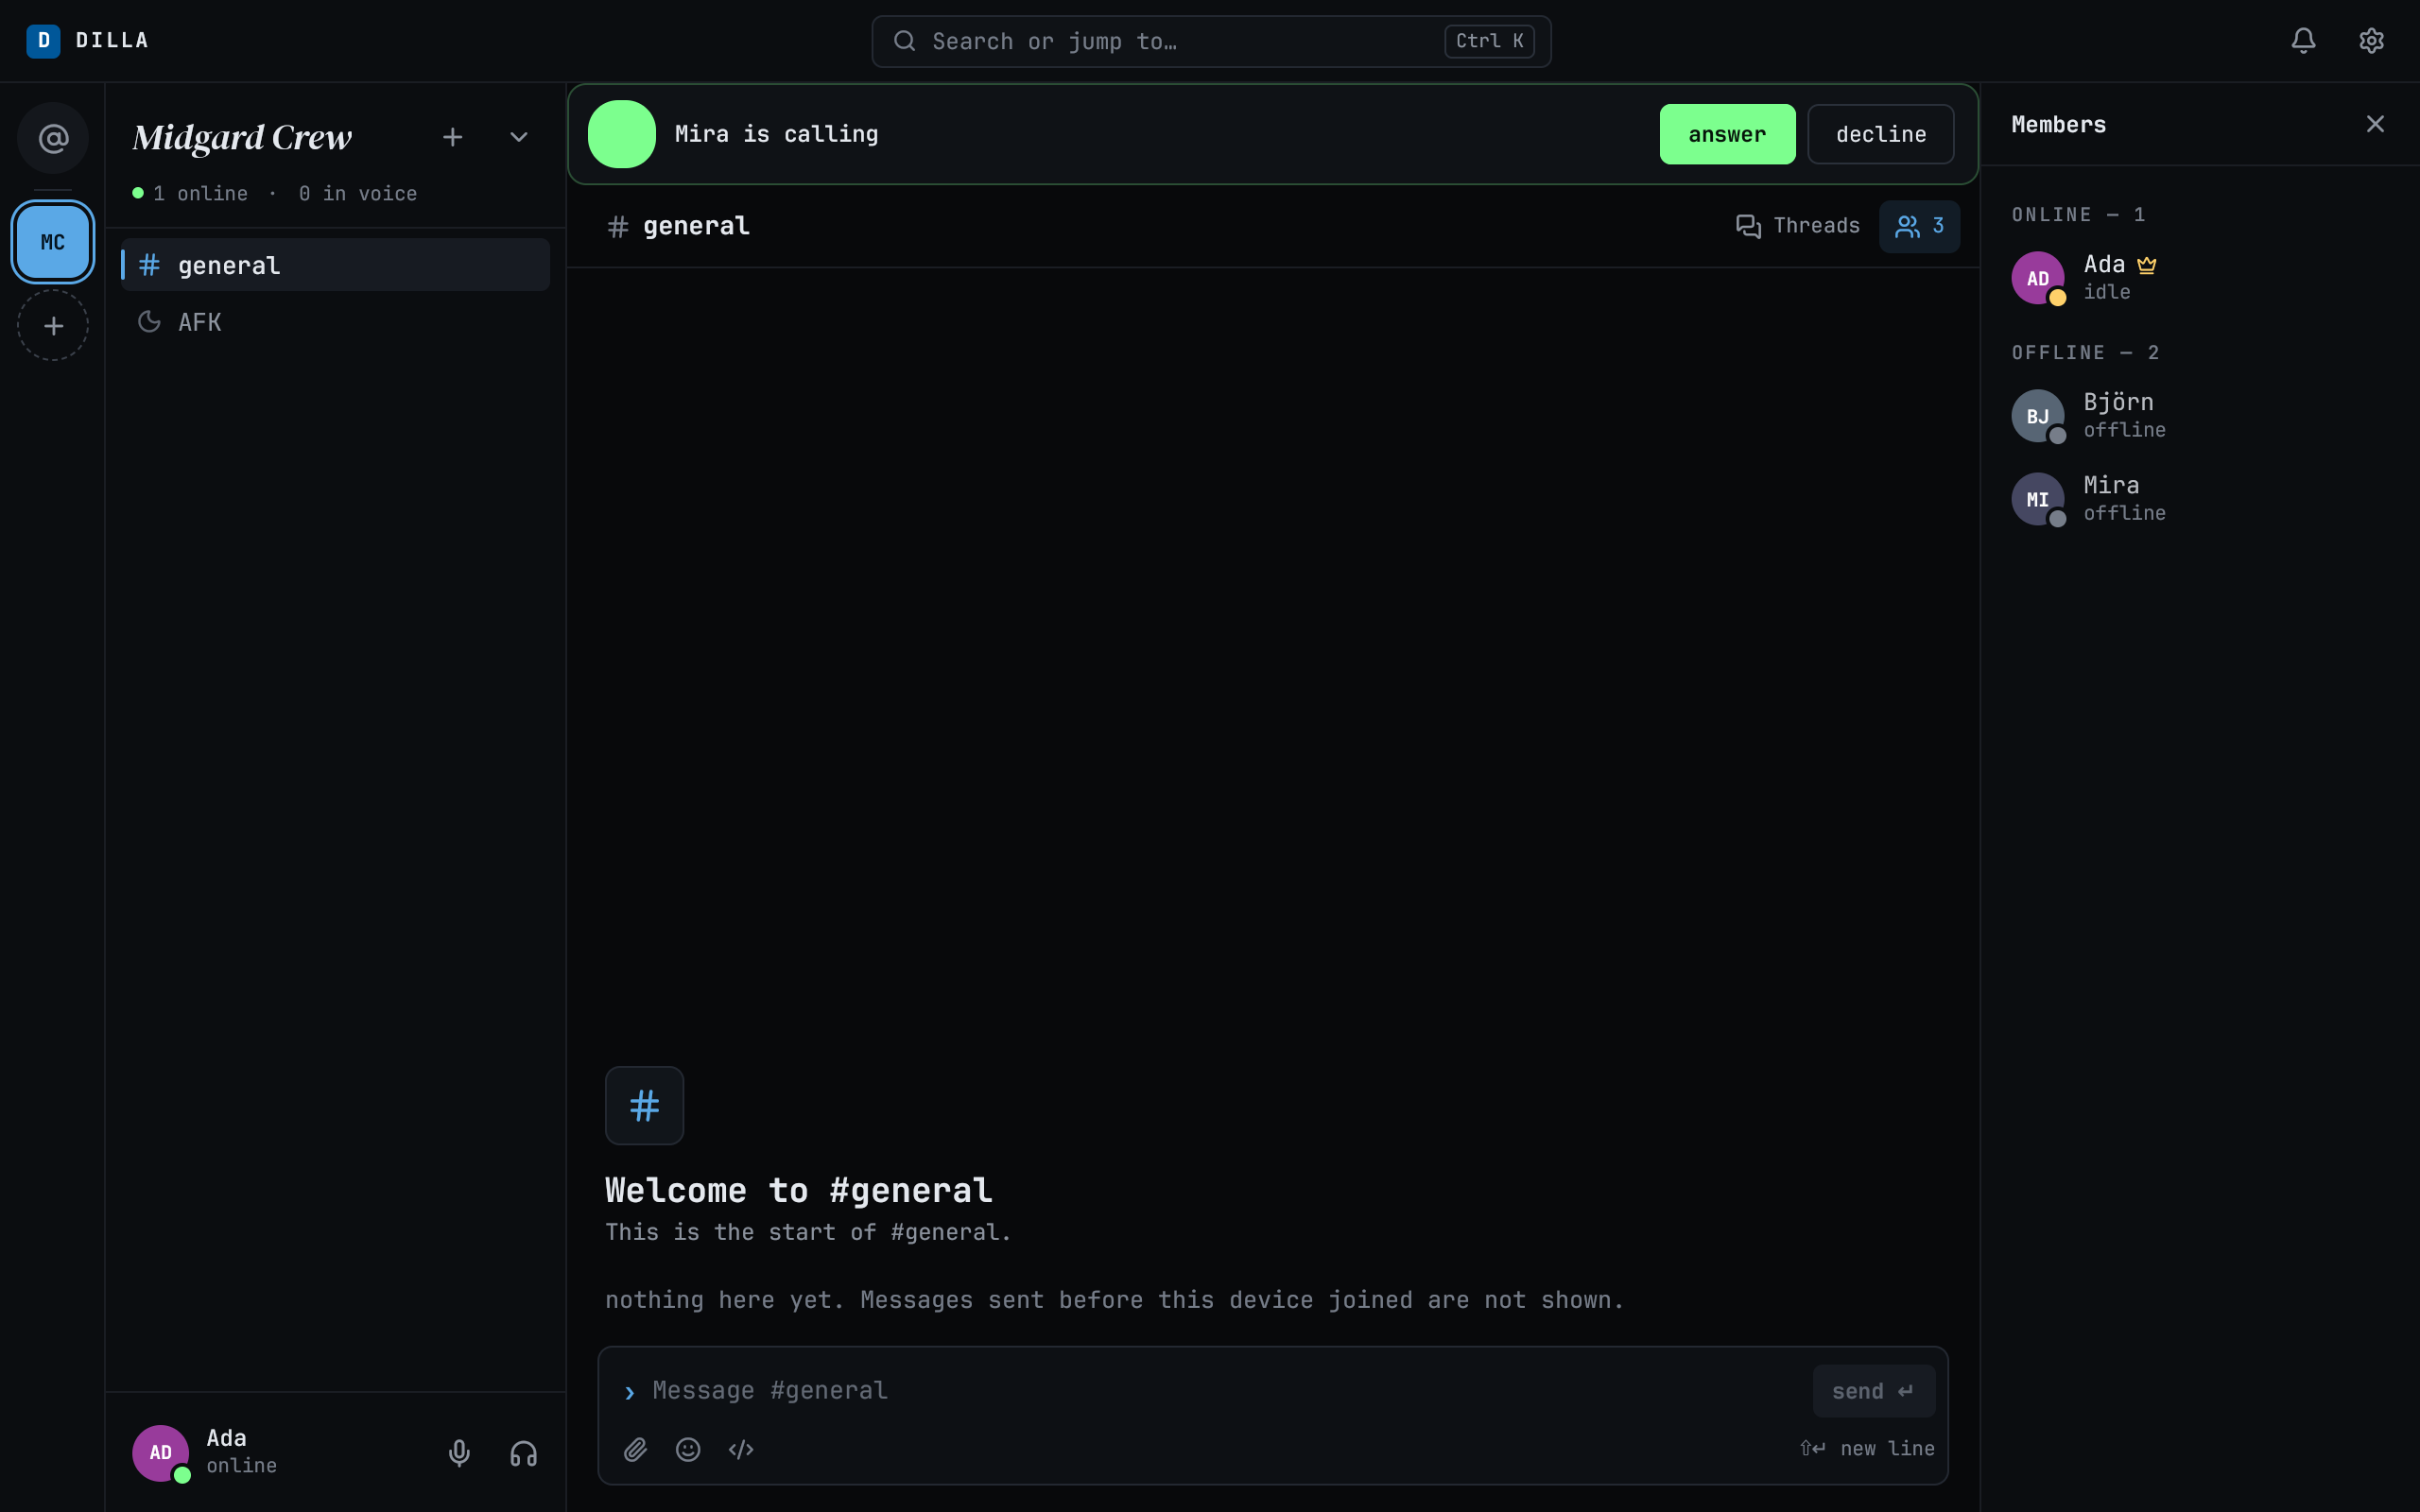 D DILLA
Search or jump to…
Ctrl K
MC
Midgard Crew
1 online · 0 in voice
general
AFK
Mira is calling
answer
decline
# general
Threads
3
Welcome to #general
This is the start of #general.
nothing here yet. Messages sent before this device joined are not shown.
› Message #general
send ↵
⇧↵ new line
AD
Ada
online
Members
ONLINE — 1
AD
Ada
idle
OFFLINE — 2
BJ
Björn
offline
MI
Mira
offline